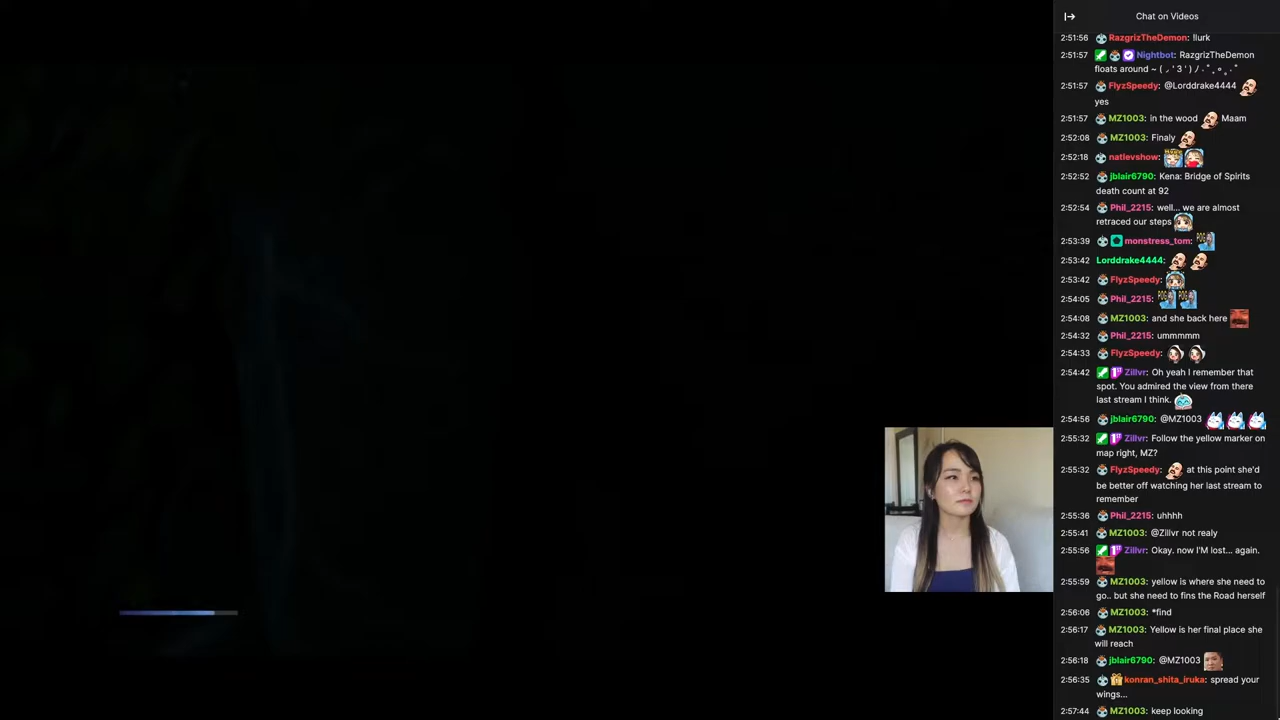 Chat on Videos
2:51:56 RazgrizTheDemon: !lurk
2:51:57 Nightbot: RazgrizTheDemon
floats around ~
2:51:57 FlyzSpeedy: @Lorddrake4444
yes
2:51:57 MZ1003: in the wood Maam
2:52:08 MZ1003: Finaly
2:52:18 natlevshow:
2:52:52 jblair6790: Kena: Bridge of Spirits
death count at 92
2:52:54 Phil_2215: well... we are almost
retraced our steps
2:53:39 monstress_tom:
2:53:42 Lorddrake4444:
2:53:42 FlyzSpeedy:
2:54:05 Phil_2215:
2:54:08 MZ1003: and she back here
2:54:32 Phil_2215: ummmmm
2:54:33 FlyzSpeedy:
2:54:42 Zillvr: Oh yeah I remember that
spot. You admired the view from there
last stream I think.
2:54:56 jblair6790: @MZ1003
2:55:32 Zillvr: Follow the yellow marker on
map right, MZ?
2:55:32 FlyzSpeedy: at this point she'd
be better off watching her last stream to
remember
2:55:36 Phil_2215: uhhhh
2:55:41 MZ1003: @Zillvr not realy
2:55:56 Zillvr: Okay. now I'M lost... again.
2:55:59 MZ1003: yellow is where she need to
go.. but she need to fins the Road herself
2:56:06 MZ1003: *find
2:56:17 MZ1003: Yellow is her final place she
will reach
2:56:18 jblair6790: @MZ1003
2:56:35 konran_shita_iruka: spread your
wings...
2:57:44 MZ1003: keep looking